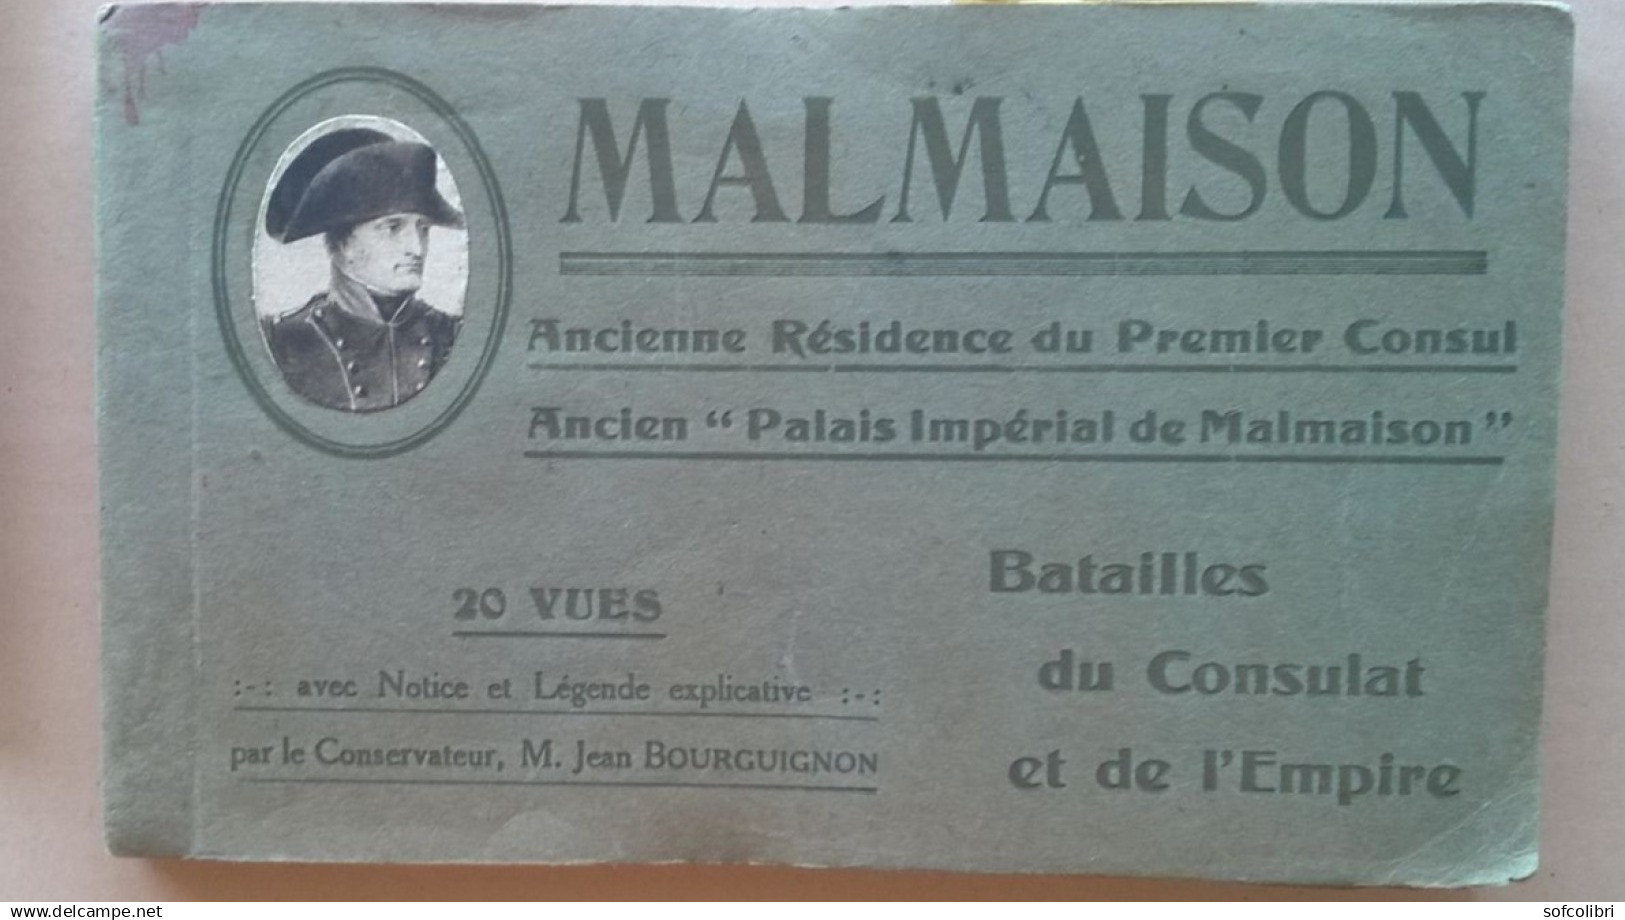 MALMAISON
Ancienne Résidence du Premier Consul
Ancien “ Palais Impérial de Malmaison ”
20 VUES
:-: avec Notice et Légende explicative :-:
par le Conservateur, M. Jean BOURGUIGNON
Batailles
du Consulat
et de l'Empire
www.delcampe.net
sofcolibri